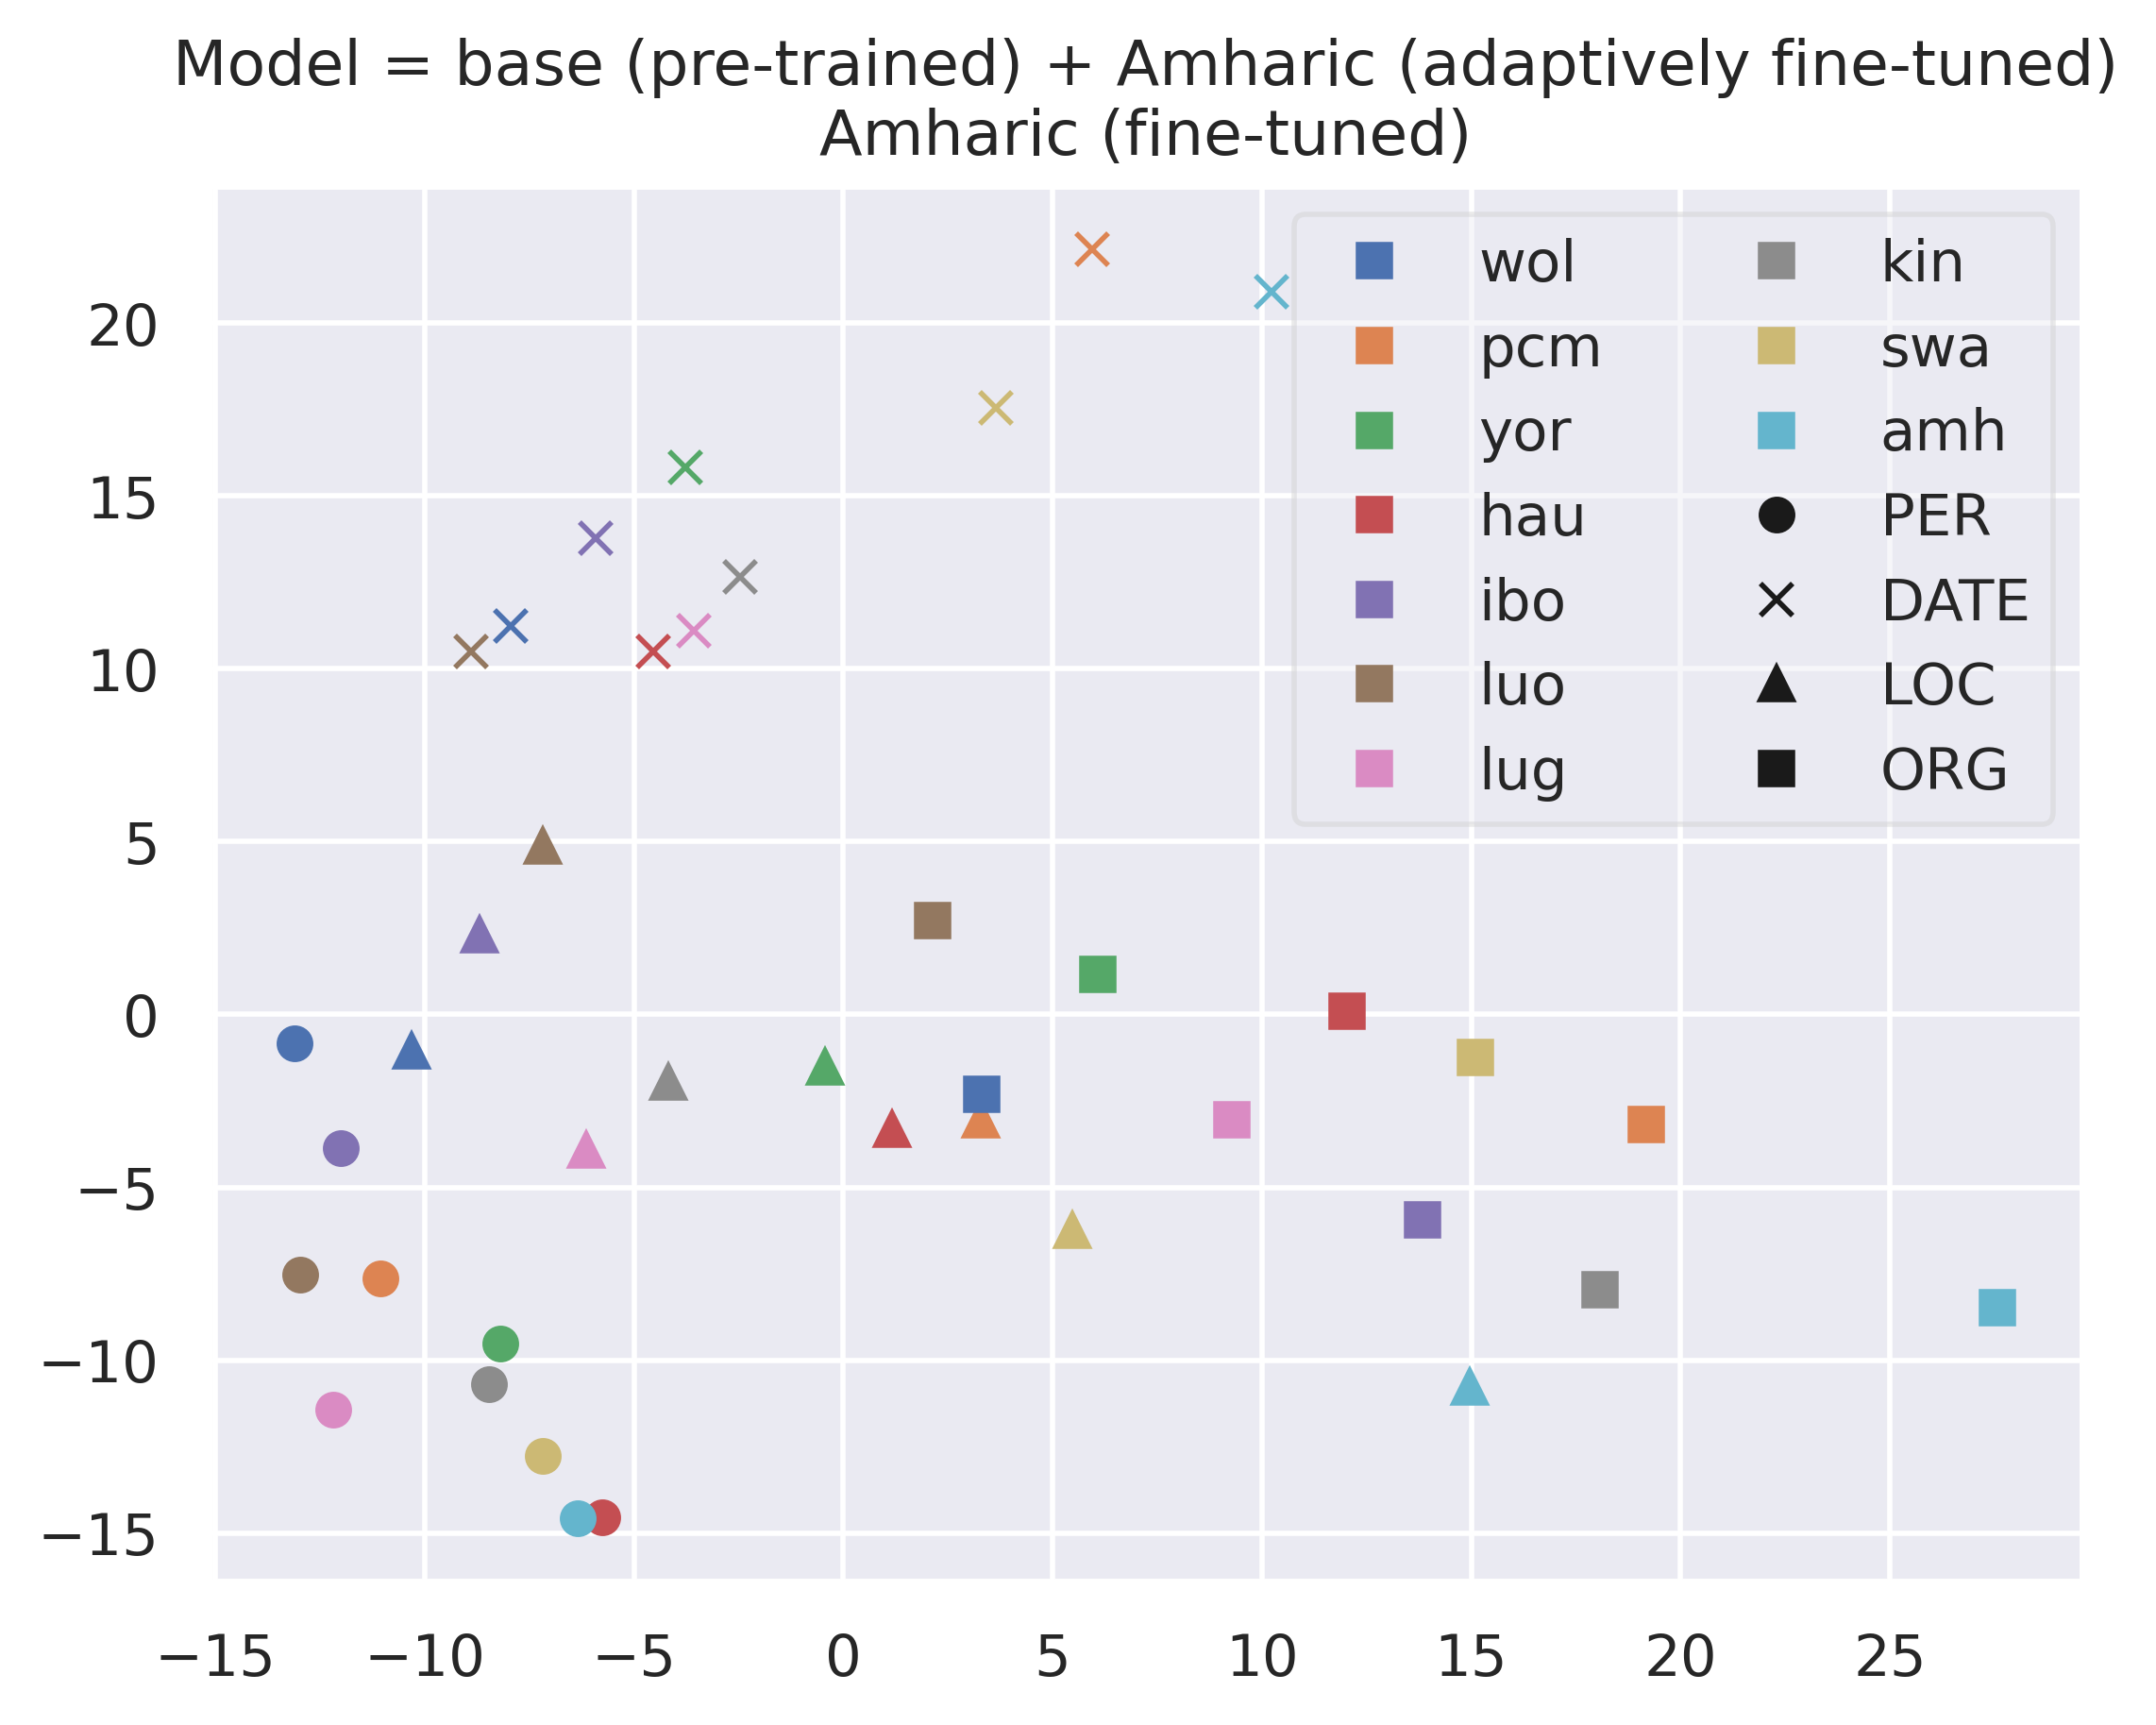 Model = base (pre-trained) + Amharic (adaptively fine-tuned)
Amharic (fine-tuned)
20
15
10
5
0
−5
−10
−15
−15 −10 −5 0 5 10 15 20 25
wol
pcm
yor
hau
ibo
luo
lug
kin
swa
amh
PER
DATE
LOC
ORG